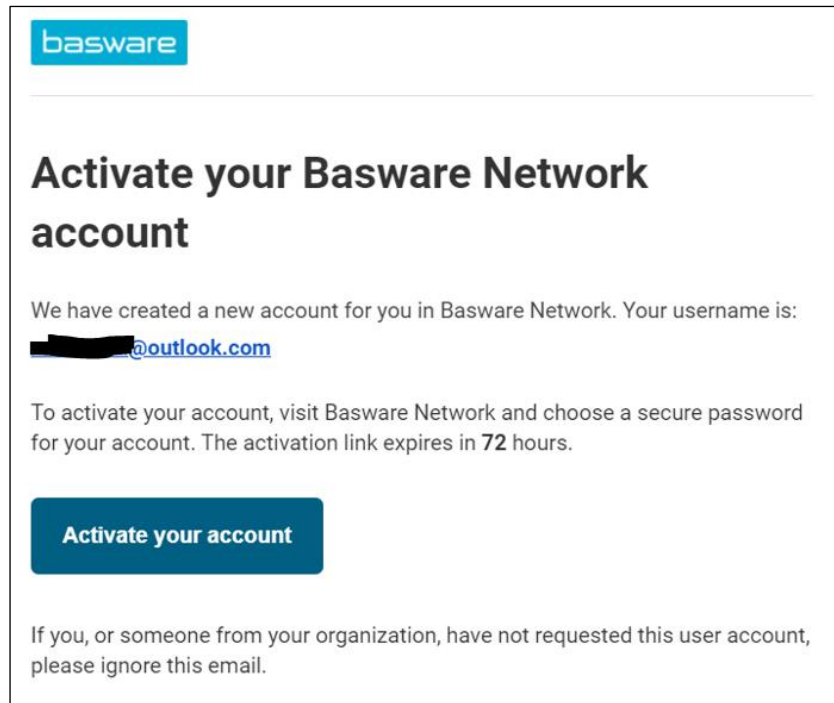 basware
Activate your Basware Network
account
We have created a new account for you in Basware Network. Your username is:
@outlook.com
To activate your account, visit Basware Network and choose a secure password
for your account. The activation link expires in 72 hours.
Activate your account
If you, or someone from your organization, have not requested this user account,
please ignore this email.